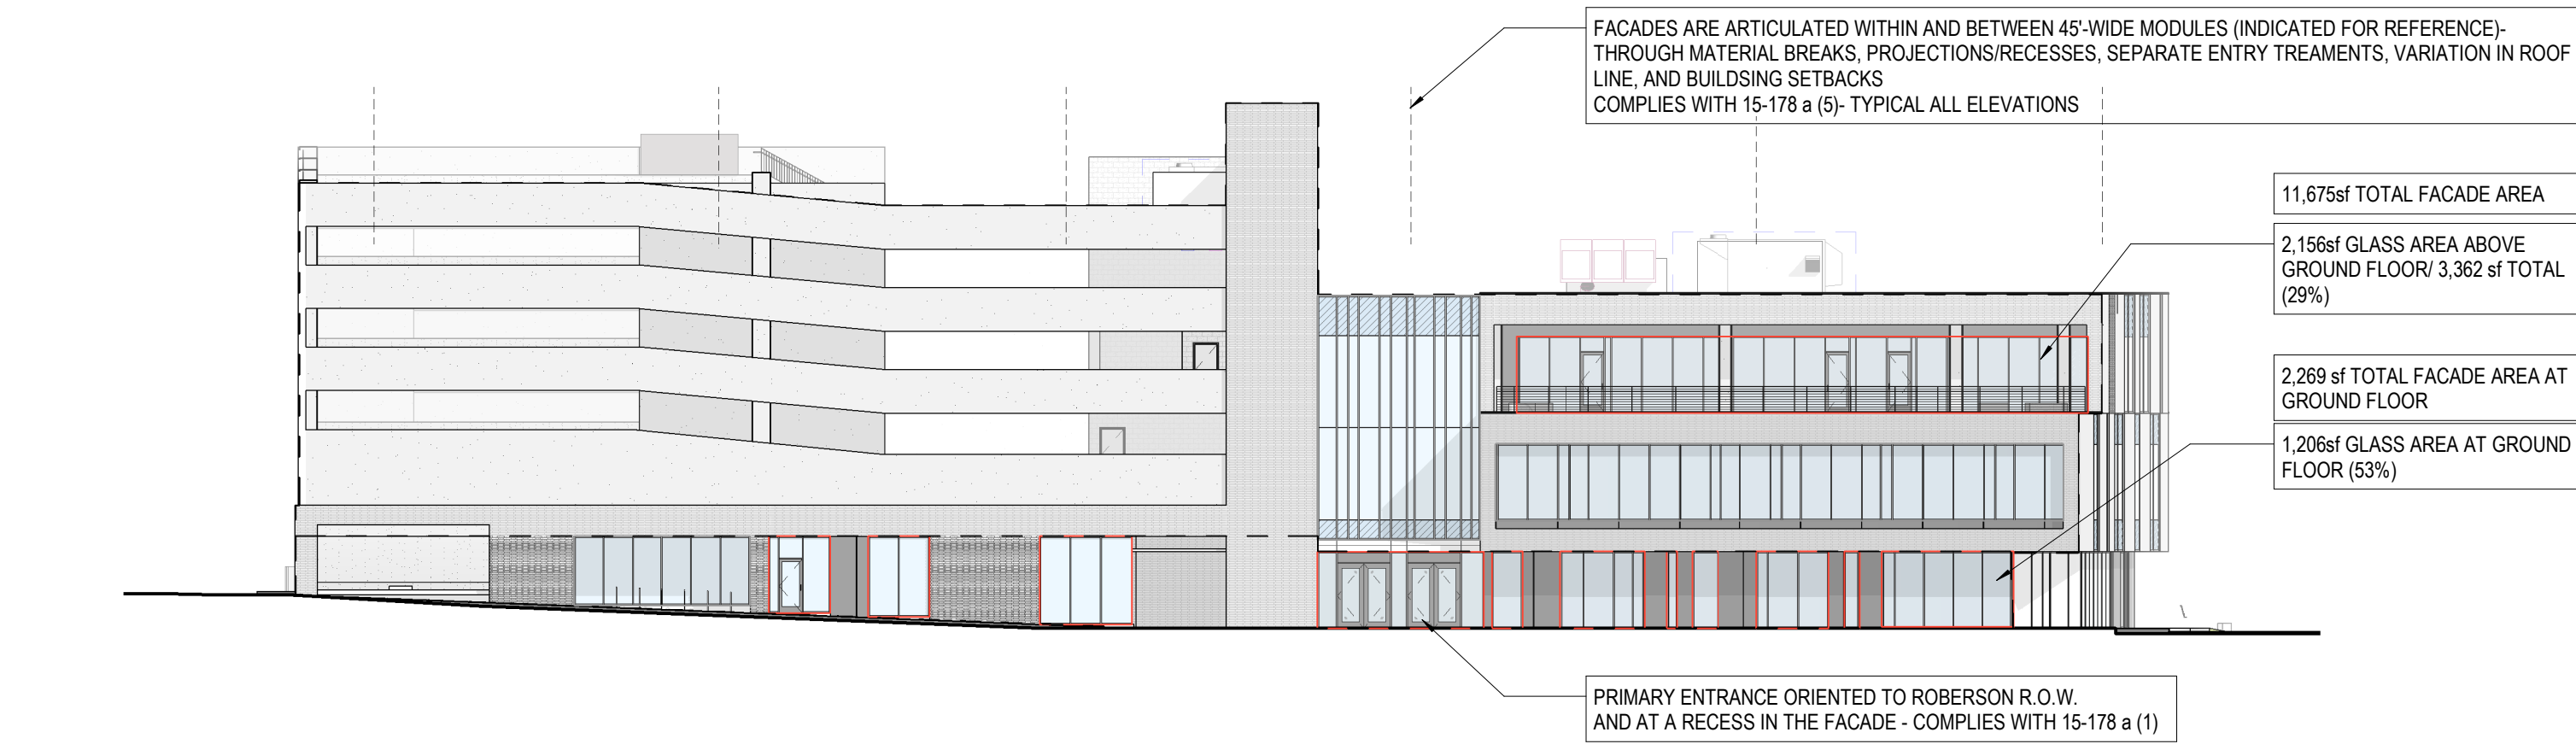 FACADES ARE ARTICULATED WITHIN AND BETWEEN 45'-WIDE MODULES (INDICATED FOR REFERENCE)-
THROUGH MATERIAL BREAKS, PROJECTIONS/RECESSES, SEPARATE ENTRY TREAMENTS, VARIATION IN ROOF
LINE, AND BUILDSING SETBACKS
COMPLIES WITH 15-178 a (5)- TYPICAL ALL ELEVATIONS
11,675sf TOTAL FACADE AREA
2,156sf GLASS AREA ABOVE
GROUND FLOOR/ 3,362 sf TOTAL
(29%)
2,269 sf TOTAL FACADE AREA AT
GROUND FLOOR
1,206sf GLASS AREA AT GROUND
FLOOR (53%)
PRIMARY ENTRANCE ORIENTED TO ROBERSON R.O.W.
AND AT A RECESS IN THE FACADE - COMPLIES WITH 15-178 a (1)